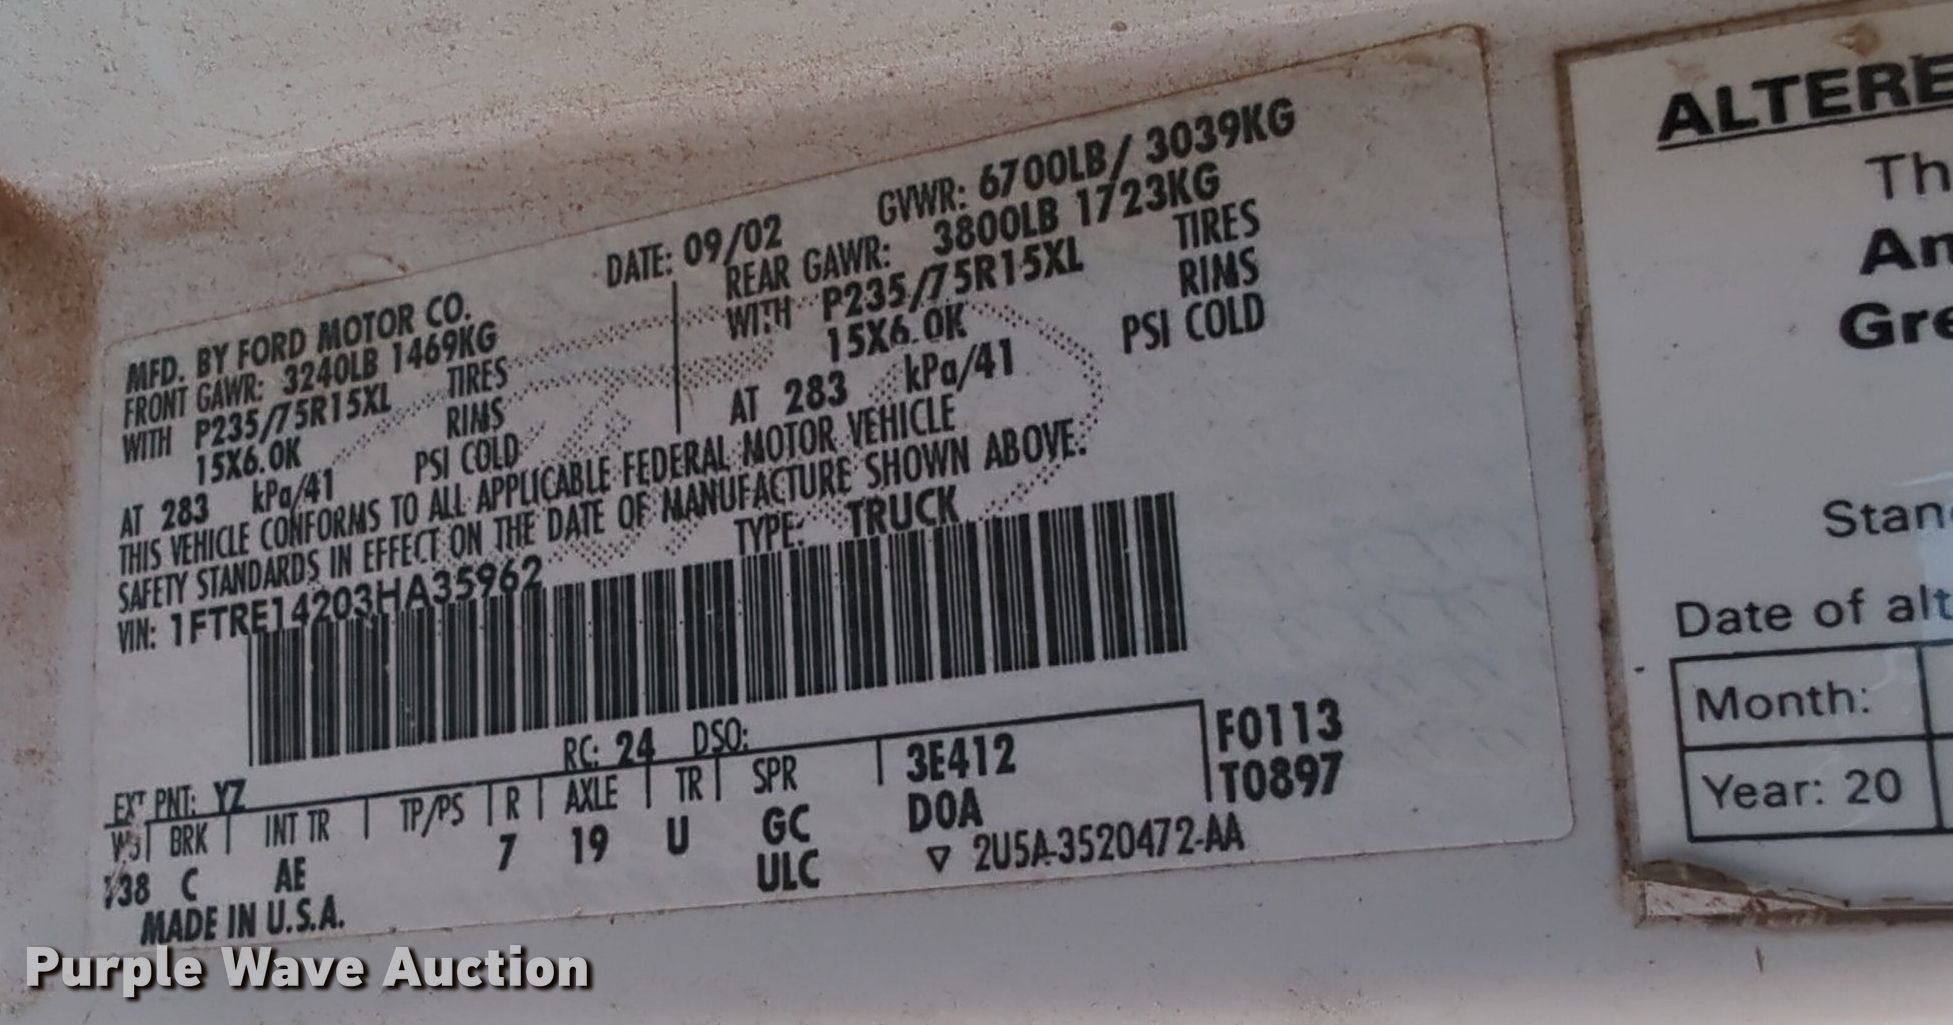 MFD. BY FORD MOTOR CO.
DATE: 09/02
GVWR: 6700LB/ 3039KG
FRONT GAWR: 3240LB 1469KG
REAR GAWR: 3800LB 1723KG
WITH P235/75R15XL TIRES
WITH P235/75R15XL TIRES
15X6.0K RIMS
15X6.0K RIMS
AT 283 kPa/41 PSI COLD
AT 283 kPa/41 PSI COLD
THIS VEHICLE CONFORMS TO ALL APPLICABLE FEDERAL MOTOR VEHICLE
SAFETY STANDARDS IN EFFECT ON THE DATE OF MANUFACTURE SHOWN ABOVE.
VIN: 1FTRE14203HA35962
TYPE: TRUCK
EXT PNT: YZ RC: 24 DSO:
WB BRK INT TR TP/PS R AXLE TR SPR 3E412 F0113
138 C AE 7 19 U GC DOA T0897
ULC ▽ 2U5A-3520472-AA
MADE IN U.S.A.
ALTERE
Th
An
Gre
Stan
Date of alt
Month:
Year: 20
Purple Wave Auction